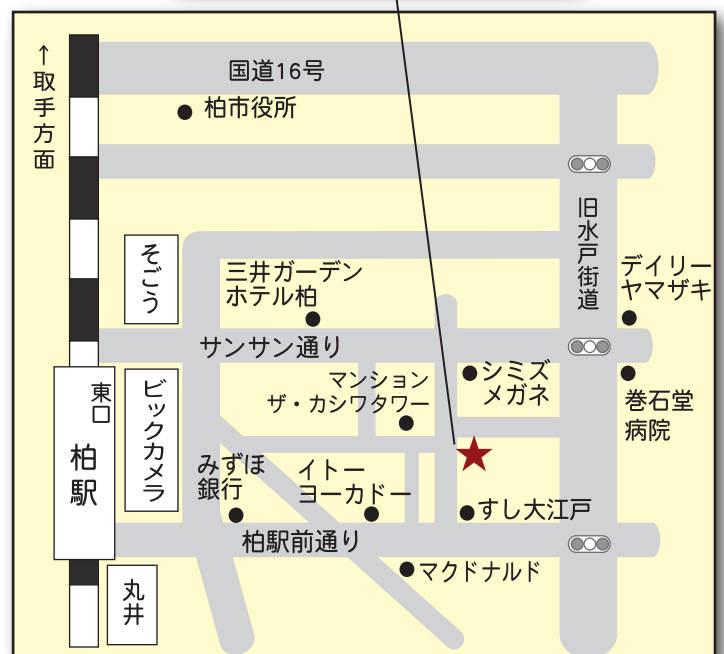 国道16号
↑取手方面
柏市役所
旧水戸街道
そごう
三井ガーデン
ホテル柏
デイリー
ヤマザキ
サンサン通り
シミズ
メガネ
マンション
ザ・カシワタワー
巻石堂
病院
東口
柏駅
ビックカメラ
みずほ
銀行
イトー
ヨーカドー
すし大江戸
柏駅前通り
マクドナルド
丸井